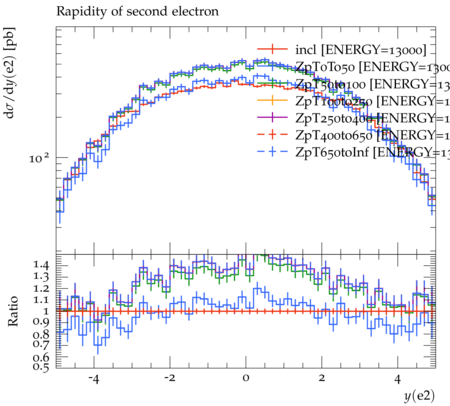 Rapidity of second electron
dσ/dy(e2) [pb]
10²
incl [ENERGY=13000]
ZpT0To50 [ENERGY=1300
ZpT50to100 [ENERGY=13
ZpT100to250 [ENERGY=1
ZpT250to400 [ENERGY=1
ZpT400to650 [ENERGY=1
ZpT650toInf [ENERGY=13
Ratio
1.4
1.3
1.2
1.1
1
0.9
0.8
0.7
0.6
0.5
-4 -2 0 2 4
y(e2)